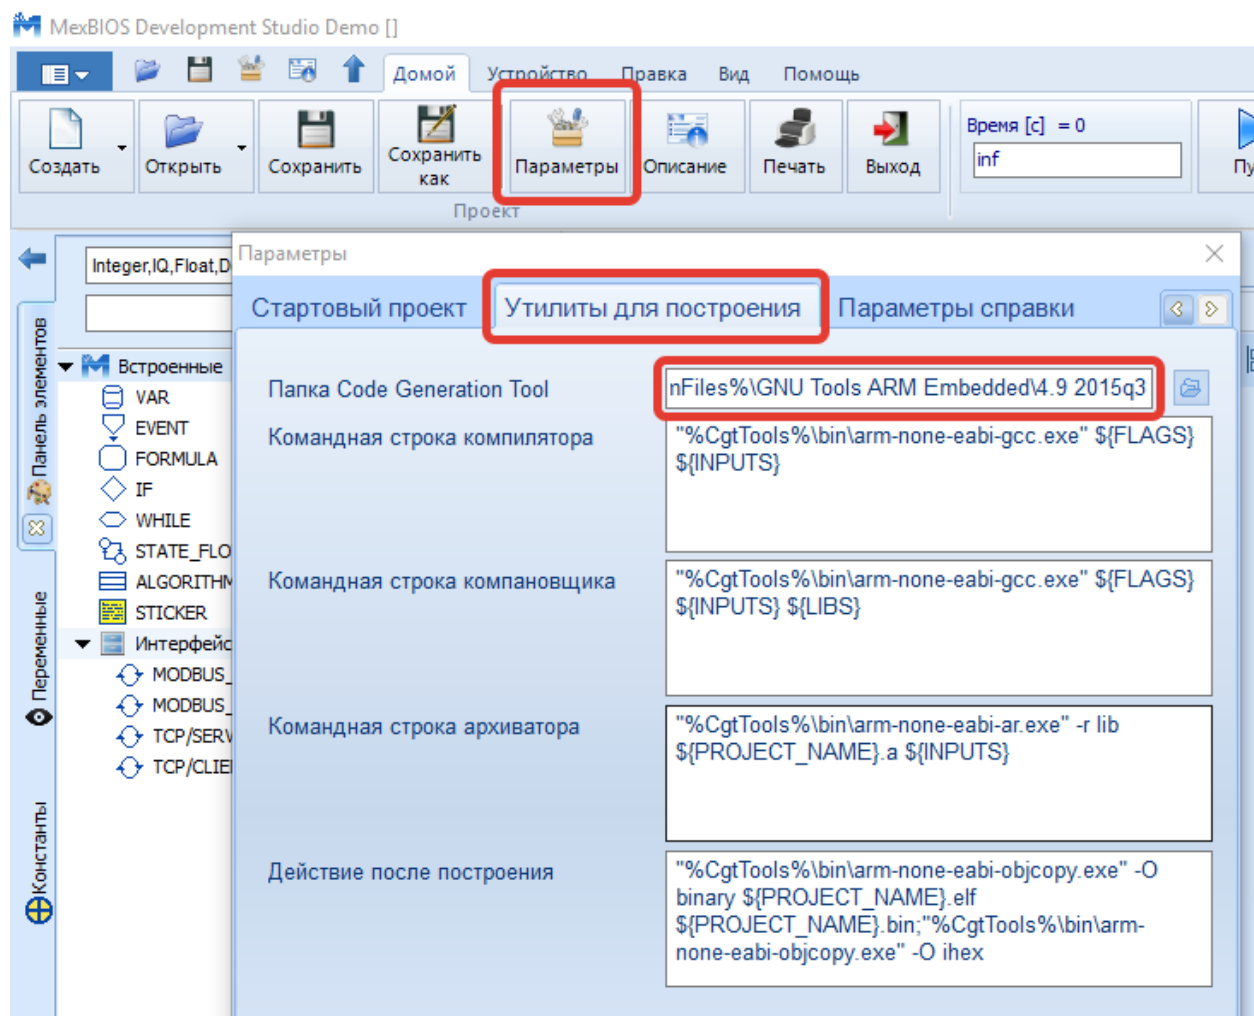 MexBIOS Development Studio Demo []
Домой Устройство Правка Вид Помощь
Создать Открыть Сохранить Сохранить как Параметры Описание Печать Выход
Время [с] = 0
inf
Пу
Проект
Параметры
Integer,IQ,Float,D
Стартовый проект Утилиты для построения Параметры справки
Панель элементов
Переменные
Константы
Встроенные
VAR
EVENT
FORMULA
IF
WHILE
STATE_FLO
ALGORITHM
STICKER
Интерфейс
MODBUS_
MODBUS_
TCP/SERV
TCP/CLIE
Папка Code Generation Tool
nFiles%\GNU Tools ARM Embedded\4.9 2015q3
Командная строка компилятора
"%CgtTools%\bin\arm-none-eabi-gcc.exe" ${FLAGS}
${INPUTS}
Командная строка компановщика
"%CgtTools%\bin\arm-none-eabi-gcc.exe" ${FLAGS}
${INPUTS} ${LIBS}
Командная строка архиватора
"%CgtTools%\bin\arm-none-eabi-ar.exe" -r lib
${PROJECT_NAME}.a ${INPUTS}
Действие после построения
"%CgtTools%\bin\arm-none-eabi-objcopy.exe" -O
binary ${PROJECT_NAME}.elf
${PROJECT_NAME}.bin;"%CgtTools%\bin\arm-
none-eabi-objcopy.exe" -O ihex